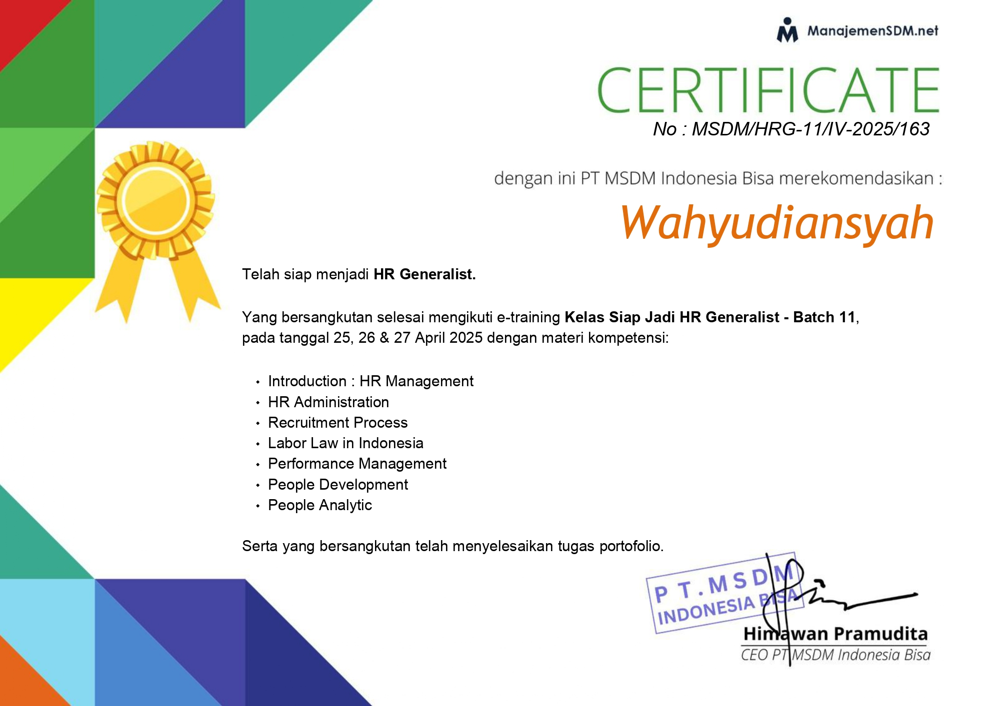 ManajemenSDM.net
CERTIFICATE
No : MSDM/HRG-11/IV-2025/163
dengan ini PT MSDM Indonesia Bisa merekomendasikan :
Wahyudiansyah
Telah siap menjadi HR Generalist.
Yang bersangkutan selesai mengikuti e-training Kelas Siap Jadi HR Generalist - Batch 11,
pada tanggal 25, 26 & 27 April 2025 dengan materi kompetensi:
• Introduction : HR Management
• HR Administration
• Recruitment Process
• Labor Law in Indonesia
• Performance Management
• People Development
• People Analytic
Serta yang bersangkutan telah menyelesaikan tugas portofolio.
PT.MSDM
INDONESIA BISA
Himawan Pramudita
CEO PT MSDM Indonesia Bisa